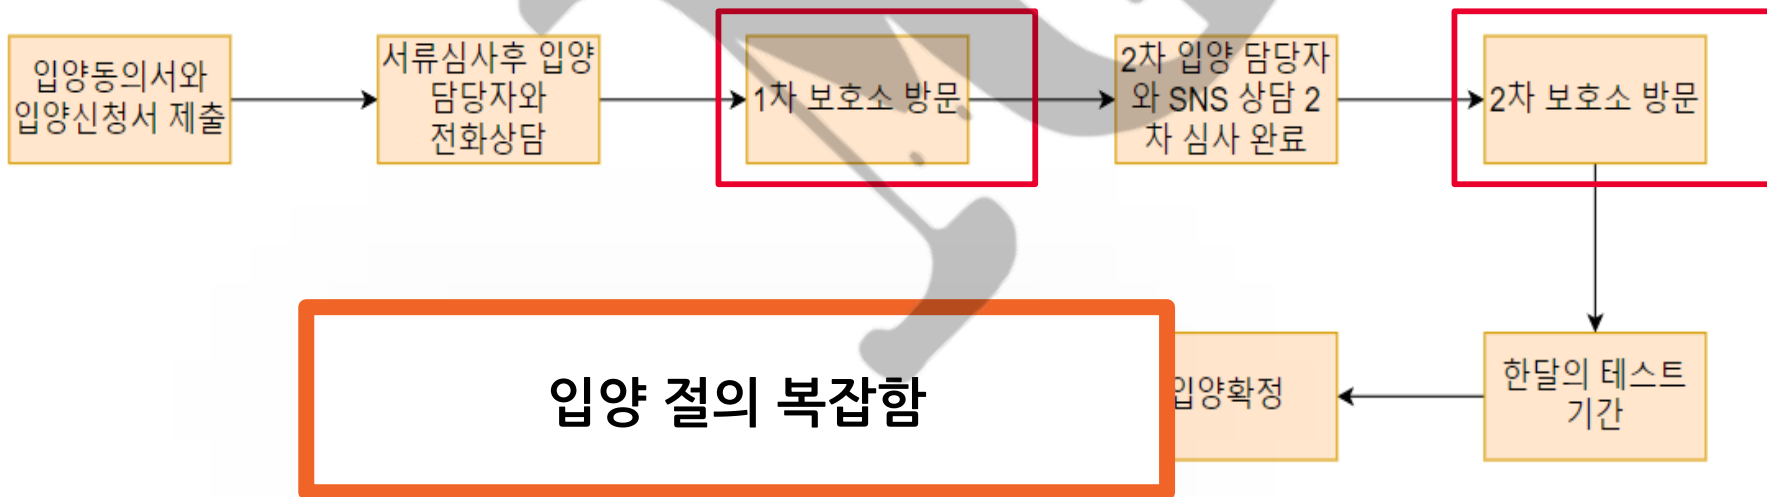 입양동의서와
입양신청서 제출
서류심사후 입양
담당자와
전화상담
1차 보호소 방문
2차 입양 담당자
와 SNS 상담 2
차 심사 완료
2차 보호소 방문
한달의 테스트
기간
입양확정
입양 절의 복잡함